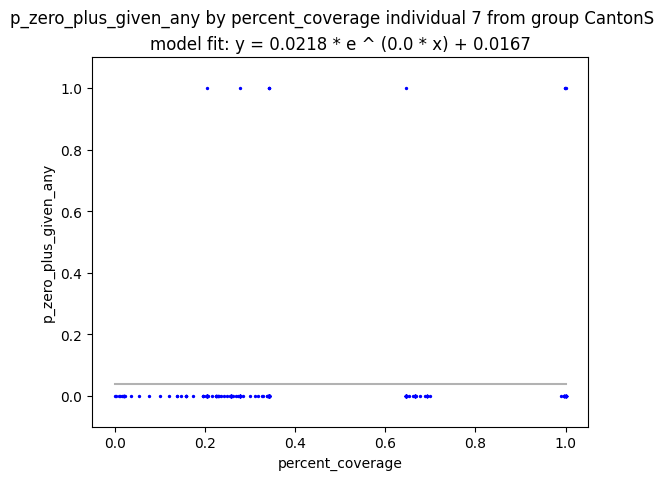 p_zero_plus_given_any by percent_coverage individual 7 from group CantonS
model fit: y = 0.0218 * e ^ (0.0 * x) + 0.0167
1.0
0.8
0.6
0.4
0.2
0.0
p_zero_plus_given_any
0.0 0.2 0.4 0.6 0.8 1.0
percent_coverage